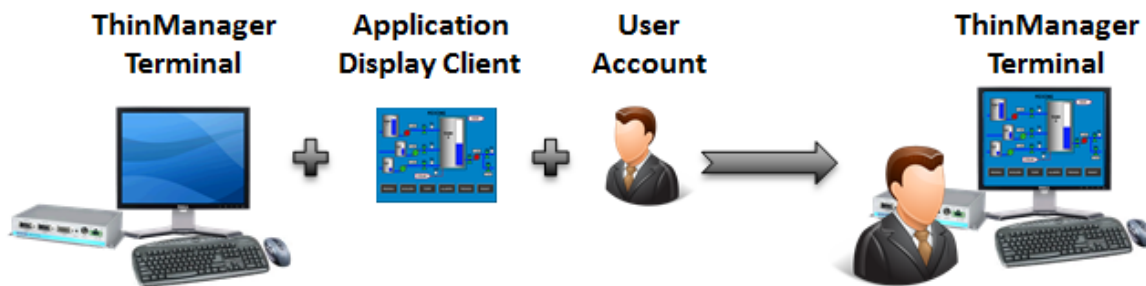 ThinManager
Terminal
Application
Display Client
User
Account
ThinManager
Terminal